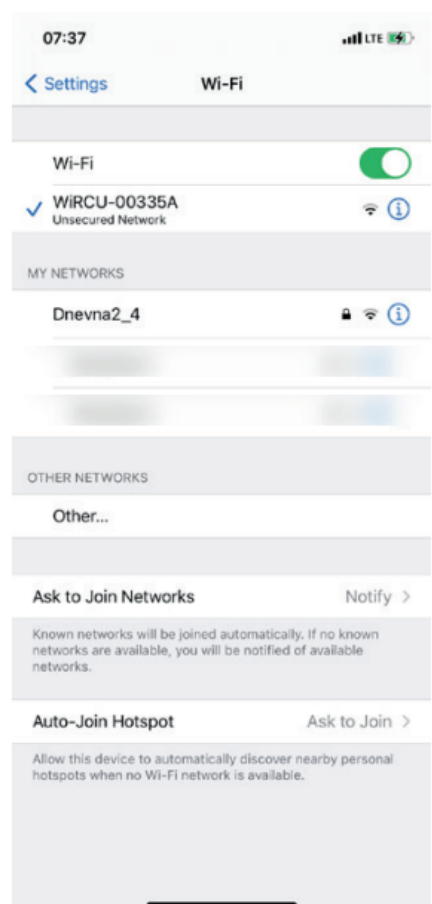 07:37 LTE
Settings Wi-Fi
Wi-Fi
WiRCU-00335A
Unsecured Network
MY NETWORKS
Dnevna2_4
OTHER NETWORKS
Other...
Ask to Join Networks Notify
Known networks will be joined automatically. If no known
networks are available, you will be notified of available
networks.
Auto-Join Hotspot Ask to Join
Allow this device to automatically discover nearby personal
hotspots when no Wi-Fi network is available.